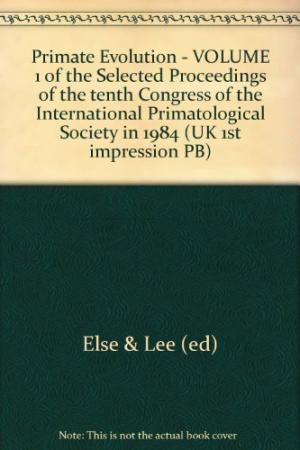 Primate Evolution - VOLUME
1 of the Selected Proceedings
of the tenth Congress of the
International Primatological
Society in 1984 (UK 1st
impression PB)
Else & Lee (ed)
Note: This is not the actual book cover